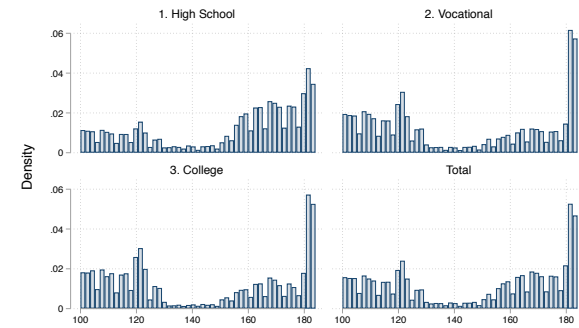 1. High School
2. Vocational
.06
.04
.02
0
Density
3. College
Total
.06
.04
.02
0
100 120 140 160 180
100 120 140 160 180